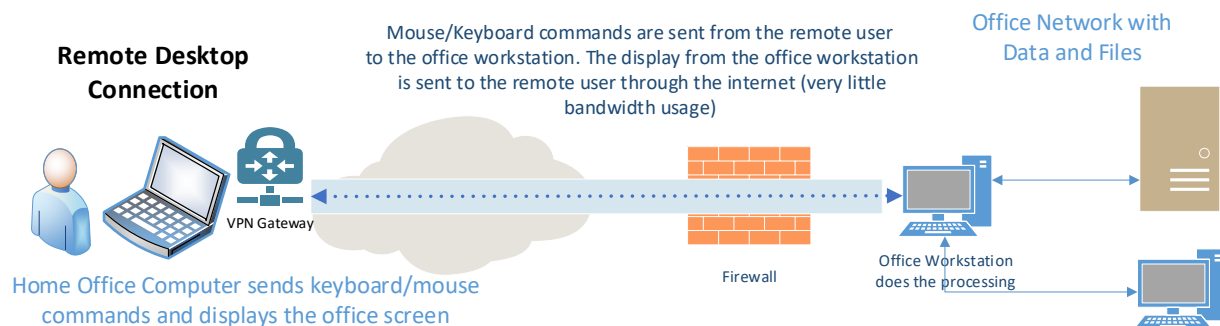 Remote Desktop
Connection
Mouse/Keyboard commands are sent from the remote user
to the office workstation. The display from the office workstation
is sent to the remote user through the internet (very little
bandwidth usage)
Office Network with
Data and Files
VPN Gateway
Firewall
Office Workstation
does the processing
Home Office Computer sends keyboard/mouse
commands and displays the office screen